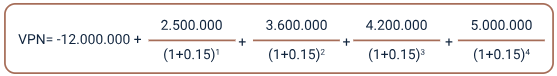 VPN= -12.000.000 + 2.500.000 / (1+0.15)¹ + 3.600.000 / (1+0.15)² + 4.200.000 / (1+0.15)³ + 5.000.000 / (1+0.15)⁴